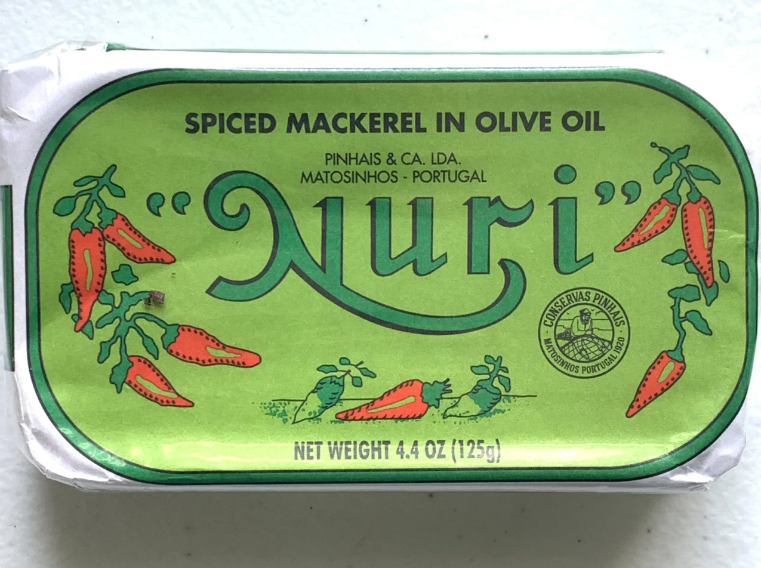 SPICED MACKEREL IN OLIVE OIL
PINHAIS & CA. LDA.
MATOSINHOS - PORTUGAL
"Nuri"
CONSERVAS PINHAIS
MATOSINHOS PORTUGAL 1920
NET WEIGHT 4.4 OZ (125g)